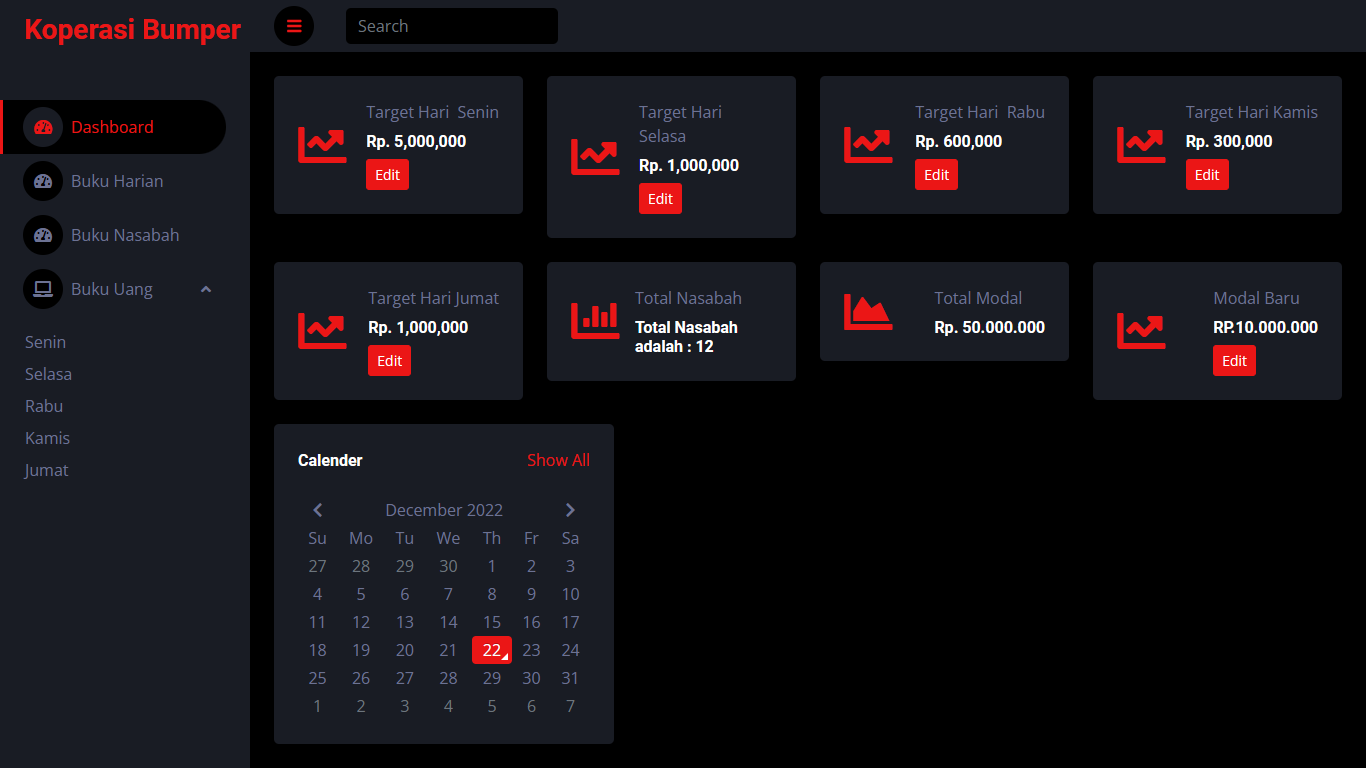 Koperasi Bumper
Search
Dashboard
Buku Harian
Buku Nasabah
Buku Uang
Senin
Selasa
Rabu
Kamis
Jumat
Target Hari  Senin
Rp. 5,000,000
Edit
Target Hari
Selasa
Rp. 1,000,000
Edit
Target Hari  Rabu
Rp. 600,000
Edit
Target Hari Kamis
Rp. 300,000
Edit
Target Hari Jumat
Rp. 1,000,000
Edit
Total Nasabah
Total Nasabah
adalah : 12
Total Modal
Rp. 50.000.000
Modal Baru
RP.10.000.000
Edit
Calender Show All
December 2022
Su Mo Tu We Th Fr Sa
27 28 29 30 1 2 3
4 5 6 7 8 9 10
11 12 13 14 15 16 17
18 19 20 21 22 23 24
25 26 27 28 29 30 31
1 2 3 4 5 6 7